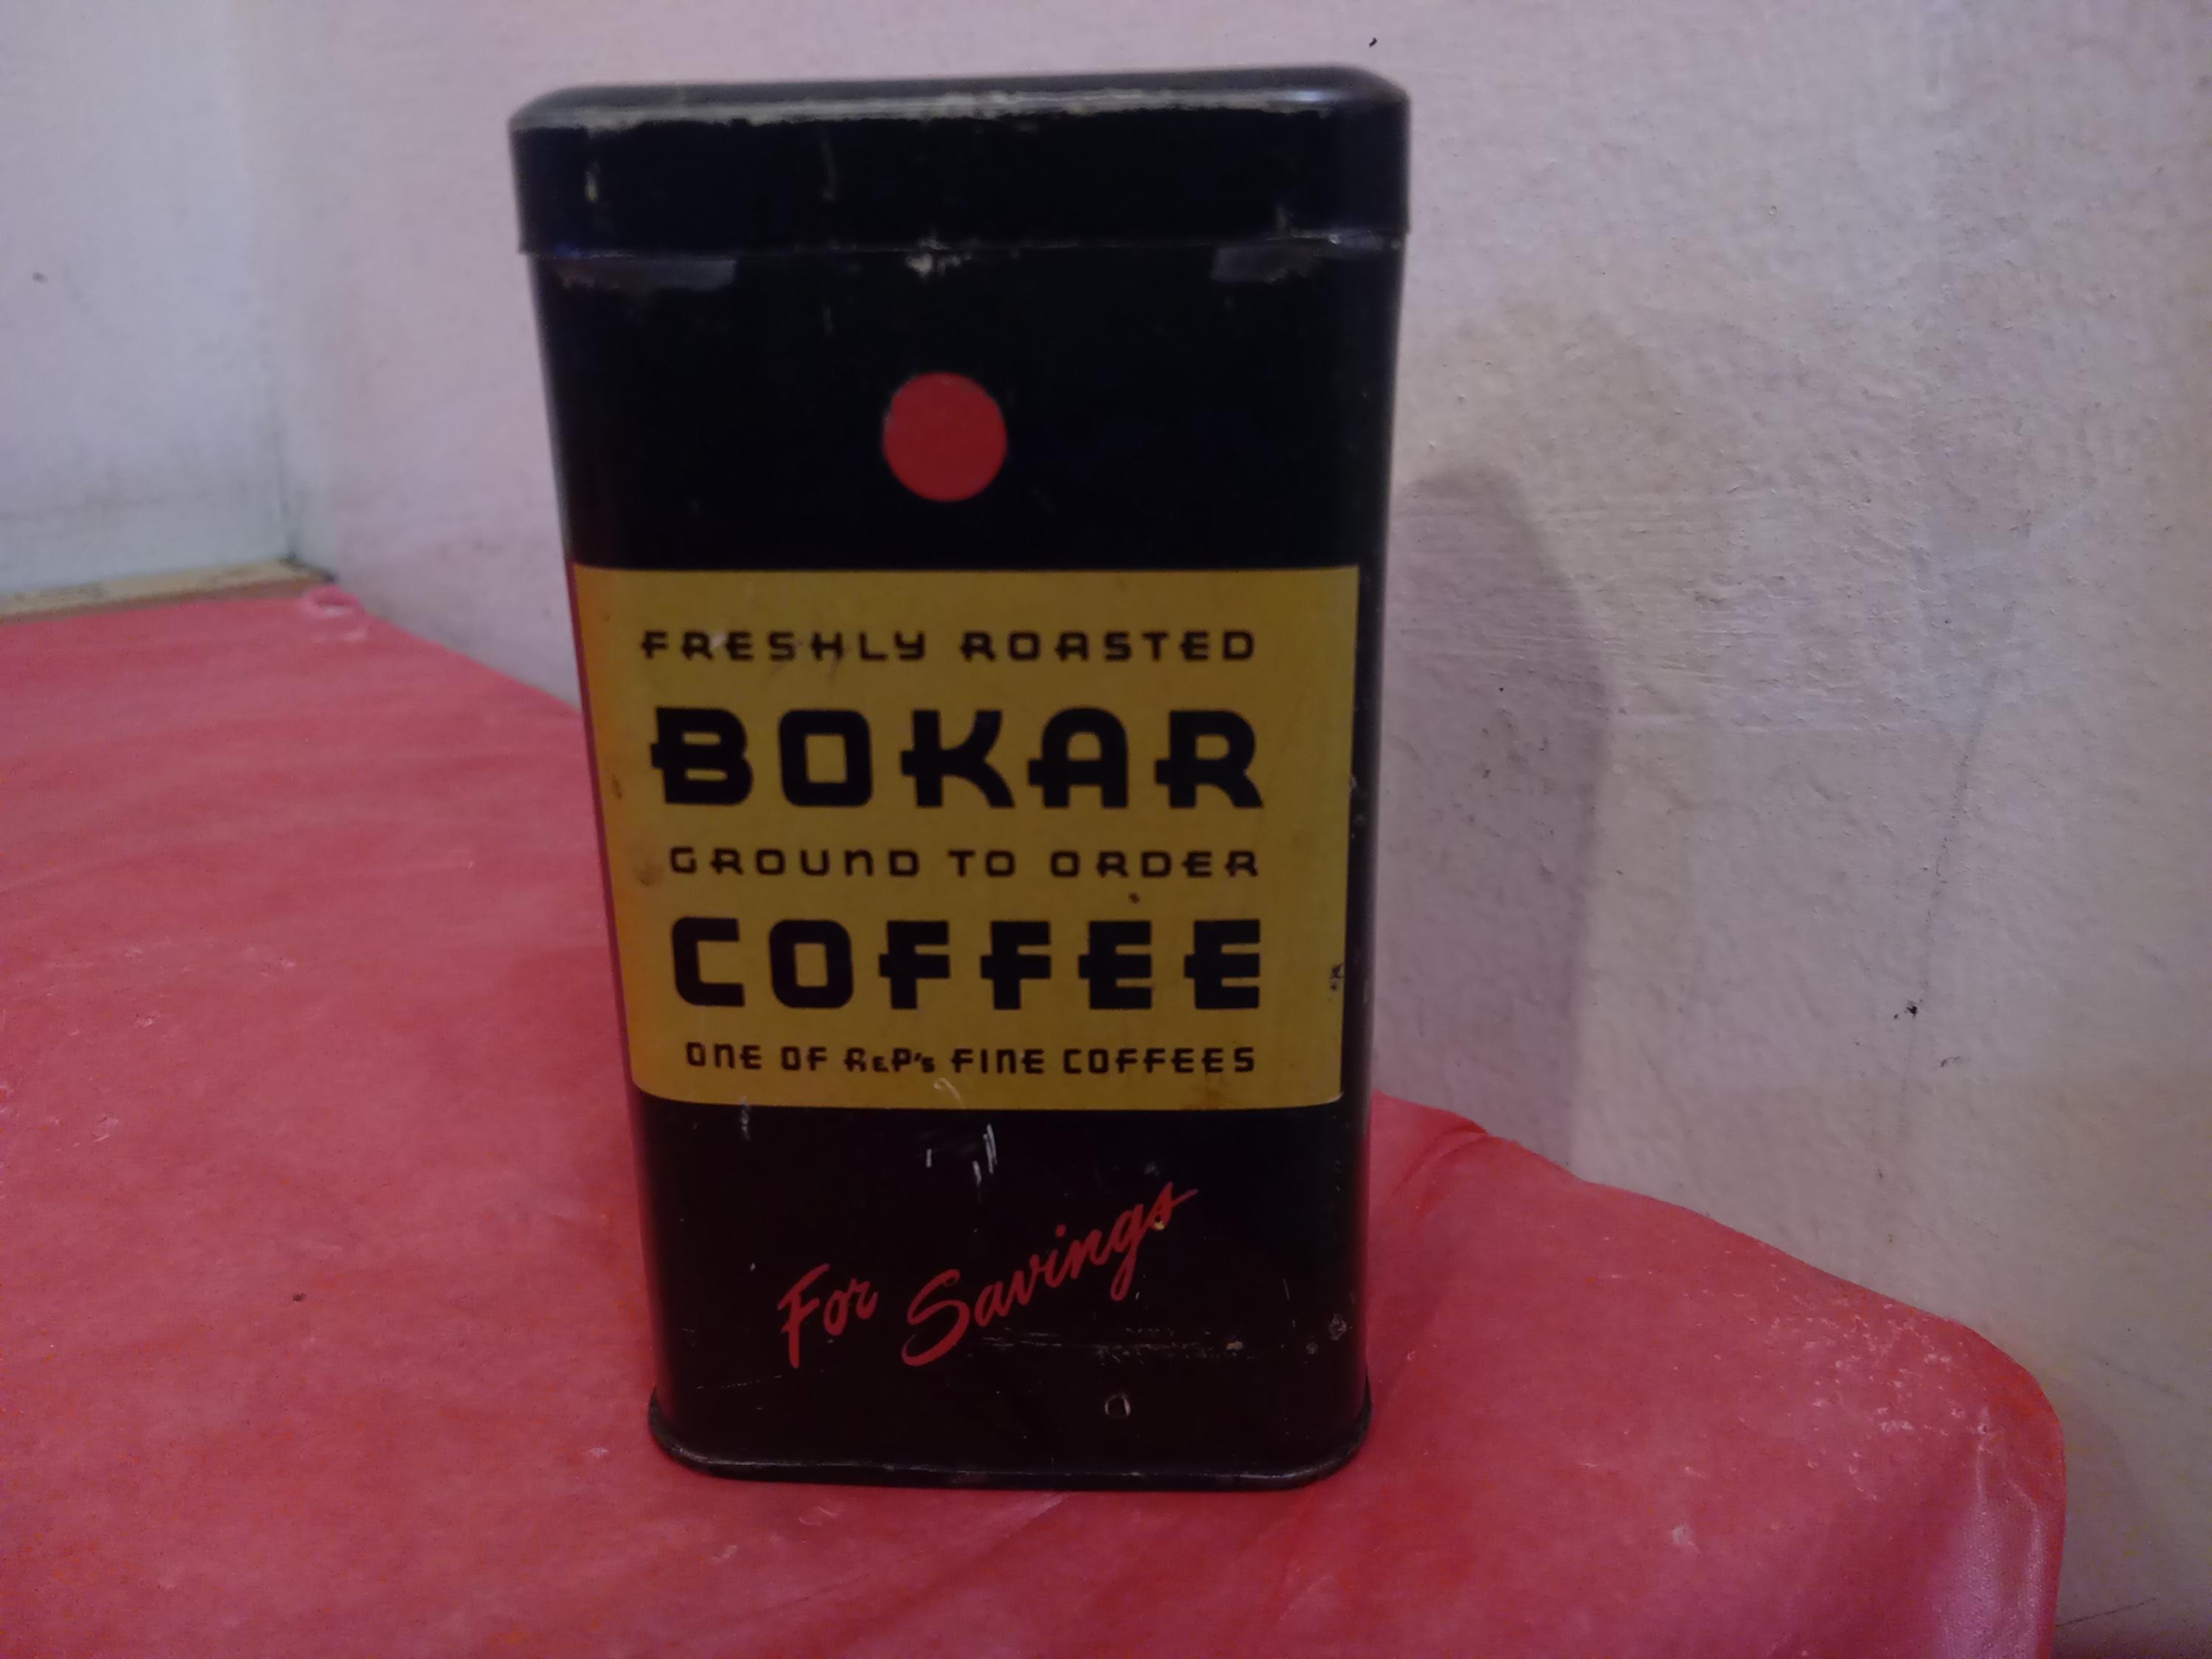 FRESHLY ROASTED
BOKAR
GROUND TO ORDER
COFFEE
ONE OF A&P's FINE COFFEES
For Savings